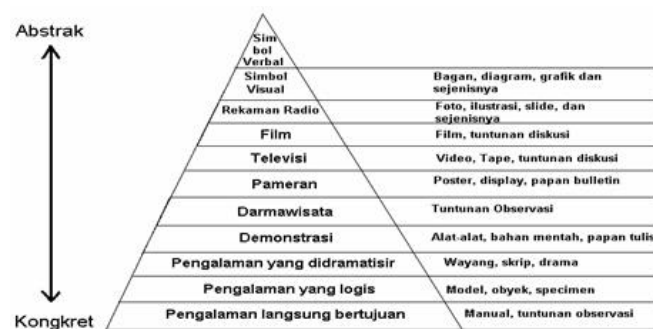 Abstrak
Sim
bol
Verbal
Simbol
Visual
Bagan, diagram, grafik dan
sejenisnya
Rekaman Radio
Foto, ilustrasi, slide, dan
sejenisnya
Film
Film, tuntunan diskusi
Televisi
Video, Tape, tuntunan diskusi
Pameran
Poster, display, papan bulletin
Darmawisata
Tuntunan Observasi
Demonstrasi
Alat-alat, bahan mentah, papan tulis
Pengalaman yang didramatisir
Wayang, skrip, drama
Pengalaman yang logis
Model, obyek, specimen
Kongkret
Pengalaman langsung bertujuan
Manual, tuntunan observasi